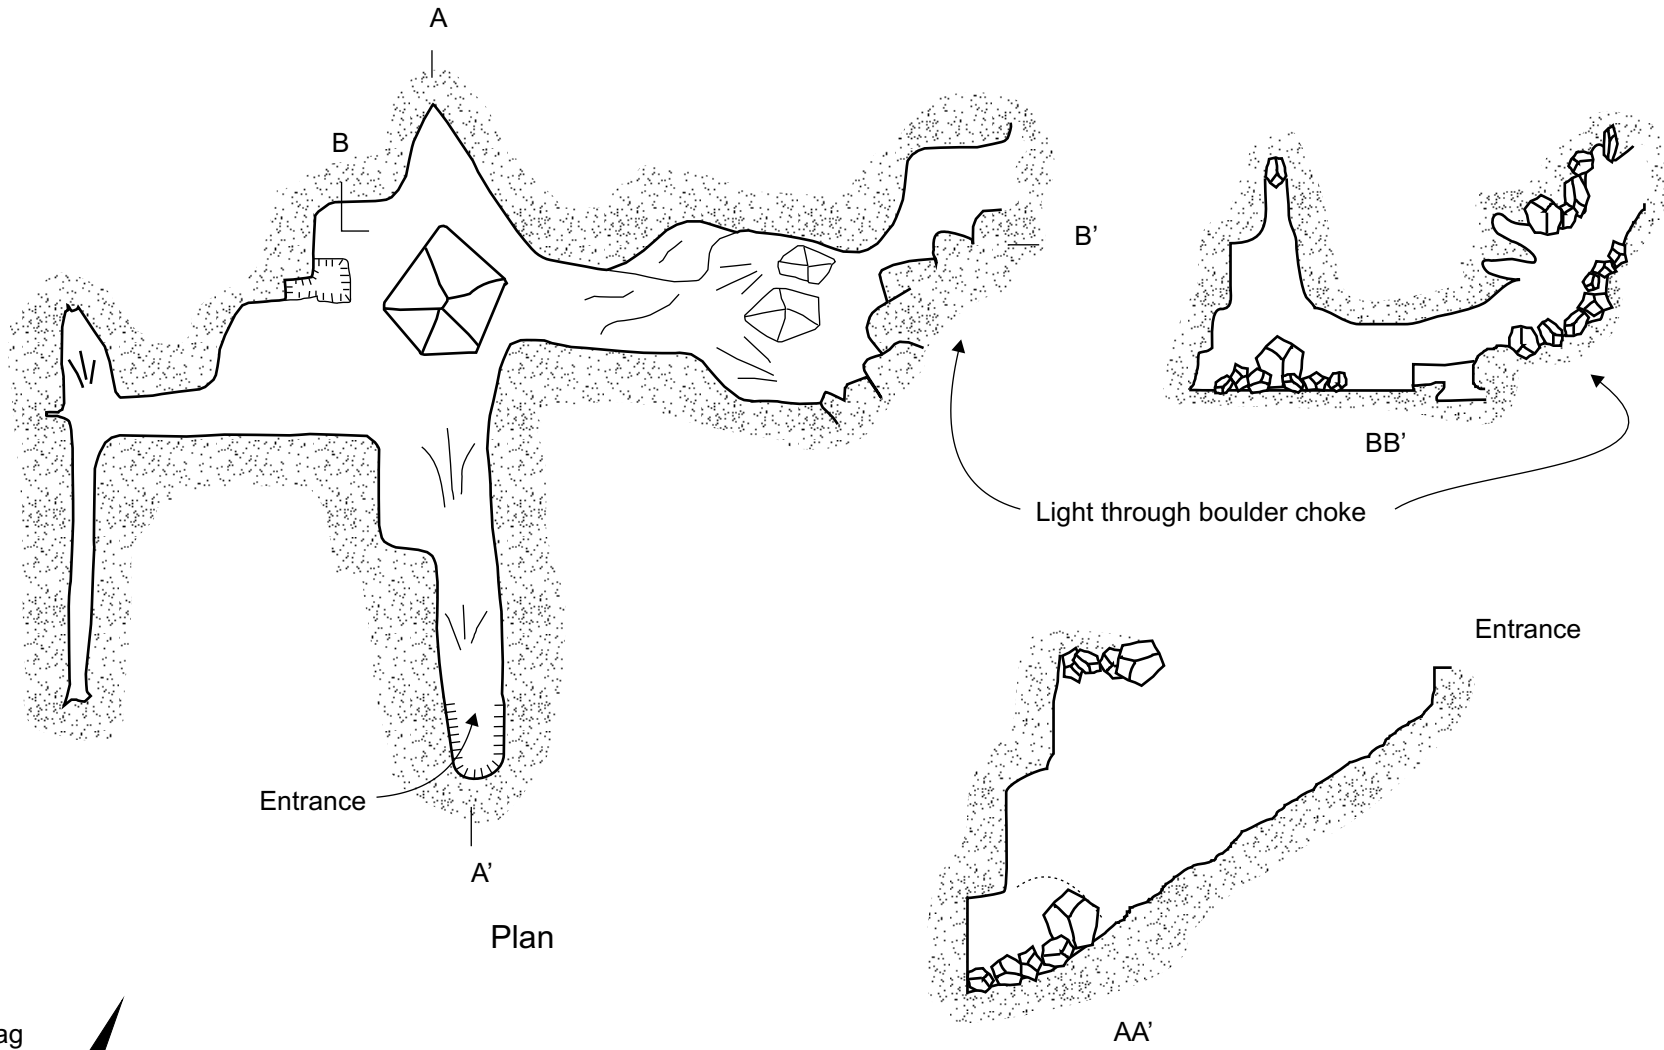 A
B
B’
BB’
Light through boulder choke
Entrance
Entrance
A’
Plan
AA’